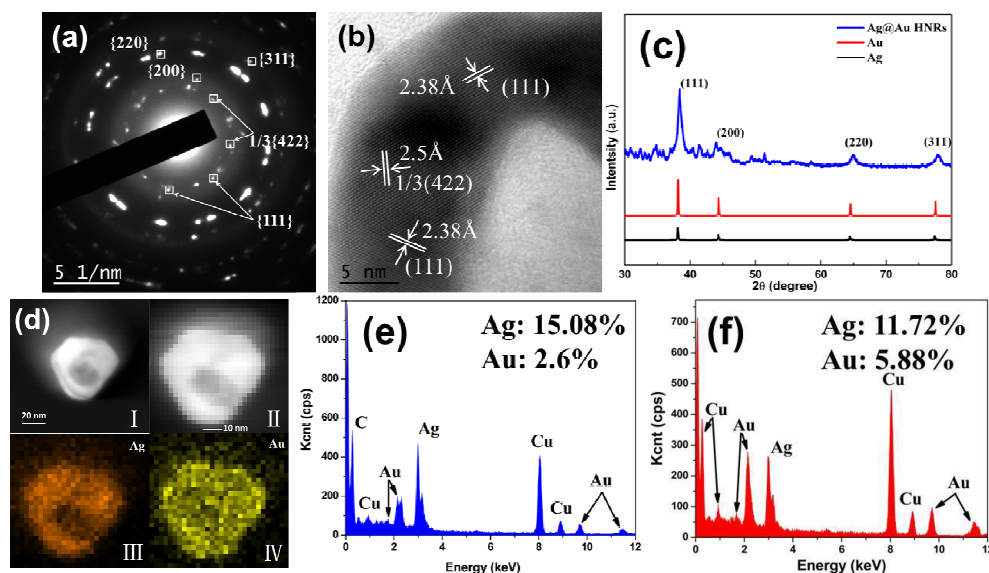 (a)
{220}
{200}
{311}
1/3{422}
{111}
5 1/nm
(b)
2.38Å
(111)
2.5Å
1/3(422)
2.38Å
(111)
5 nm
(c)
Ag@Au HNRs
Au
Ag
(111)
(200)
(220)
(311)
Intentsity (a.u.)
30 40 50 60 70 80
2θ (degree)
(d)
20 nm
I
10 nm
II
Ag
III
Au
IV
(e)
Ag: 15.08%
Au: 2.6%
Kcnt (cps)
1200
1000
800
600
400
200
0
C
Cu
Au
Ag
Cu
Cu
Au
0 2 4 6 8 10 12
Energy (keV)
(f)
Ag: 11.72%
Au: 5.88%
Kcnt (cps)
700
600
500
400
300
200
100
0
Cu
Au
Ag
Cu
Cu
Au
0 2 4 6 8 10 12
Energy (keV)